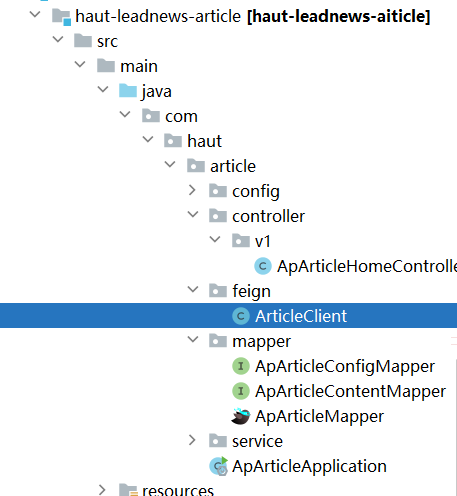 haut-leadnews-article [haut-leadnews-aiticle]
src
main
java
com
haut
article
config
controller
v1
ApArticleHomeControlle
feign
C ArticleClient
mapper
I ApArticleConfigMapper
I ApArticleContentMapper
ApArticleMapper
service
ApArticleApplication
resources